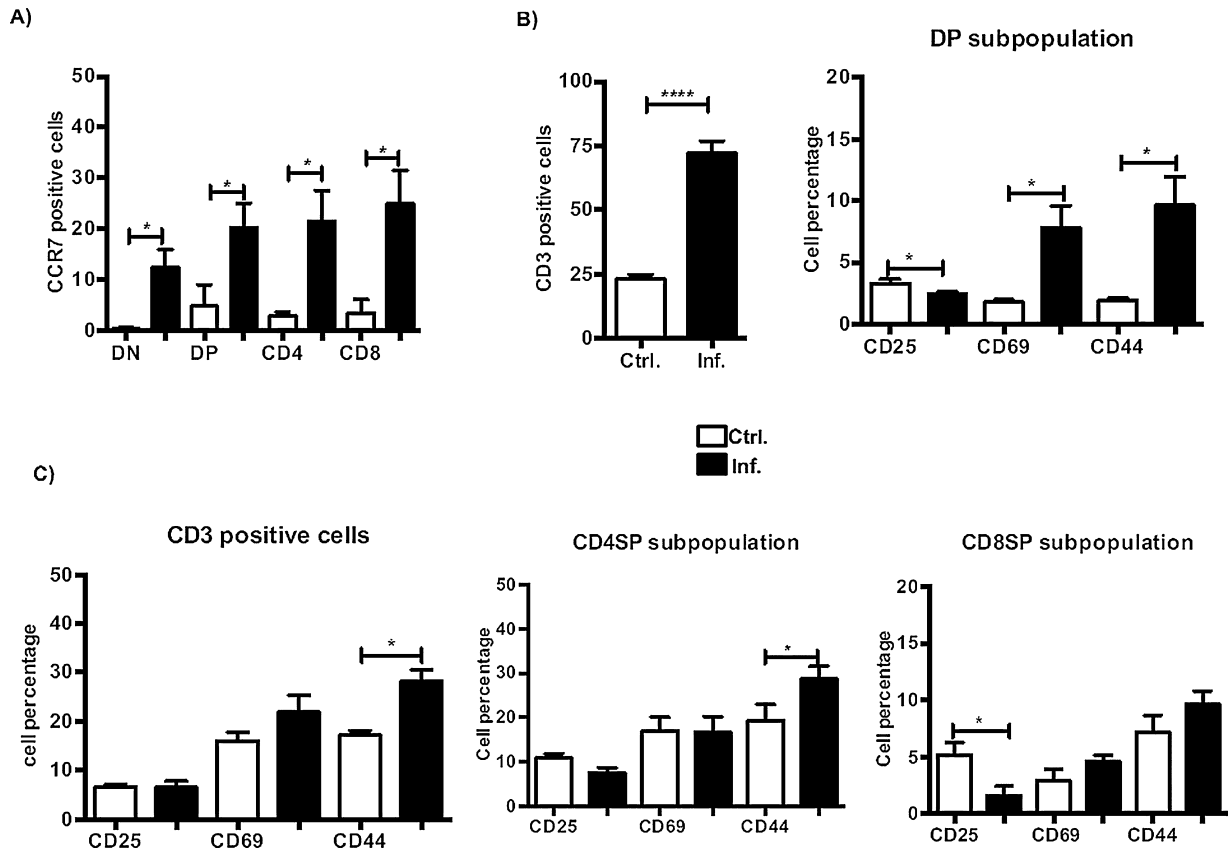 A)
CCR7 positive cells
50
40
30
20
10
0
*
*
*
*
DN DP CD4 CD8
B)
CD3 positive cells
100
75
50
25
0
****
Ctrl. Inf.
DP subpopulation
Cell percentage
20
15
10
5
0
*
*
*
CD25 CD69 CD44
Ctrl.
Inf.
C)
CD3 positive cells
cell percentage
50
40
30
20
10
0
*
CD25 CD69 CD44
CD4SP subpopulation
Cell percentage
50
40
30
20
10
0
*
CD25 CD69 CD44
CD8SP subpopulation
Cell percentage
20
15
10
5
0
*
CD25 CD69 CD44